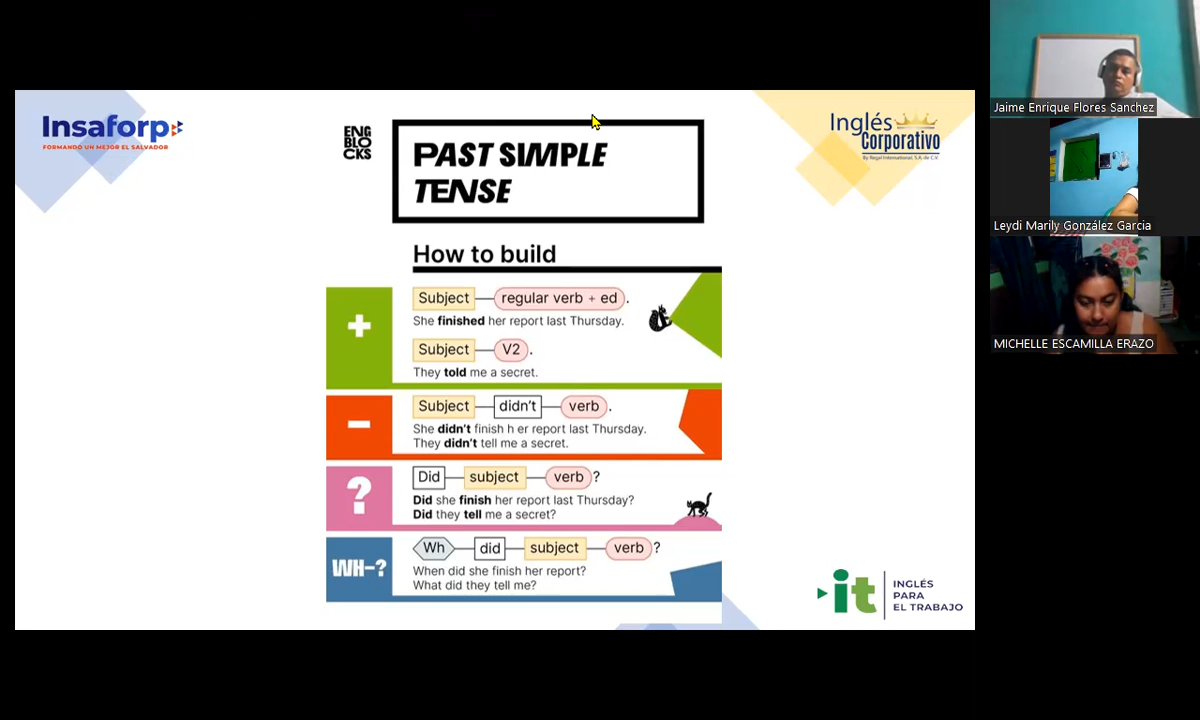 Insaforp
FORMANDO UN MEJOR EL SALVADOR
ENG
BLO
CKS
PAST SIMPLE
TENSE
Inglés
Corporativo
By Regal International, S.A. de C.V.
How to build
+
Subject regular verb + ed.
She finished her report last Thursday.
Subject V2.
They told me a secret.
−
Subject didn't verb.
She didn't finish h er report last Thursday.
They didn't tell me a secret.
?
Did subject verb?
Did she finish her report last Thursday?
Did they tell me a secret?
WH-?
Wh did subject verb?
When did she finish her report?
What did they tell me?
it
INGLÉS
PARA
EL TRABAJO
Jaime Enrique Flores Sanchez
Leydi Marily González Garcia
MICHELLE ESCAMILLA ERAZO